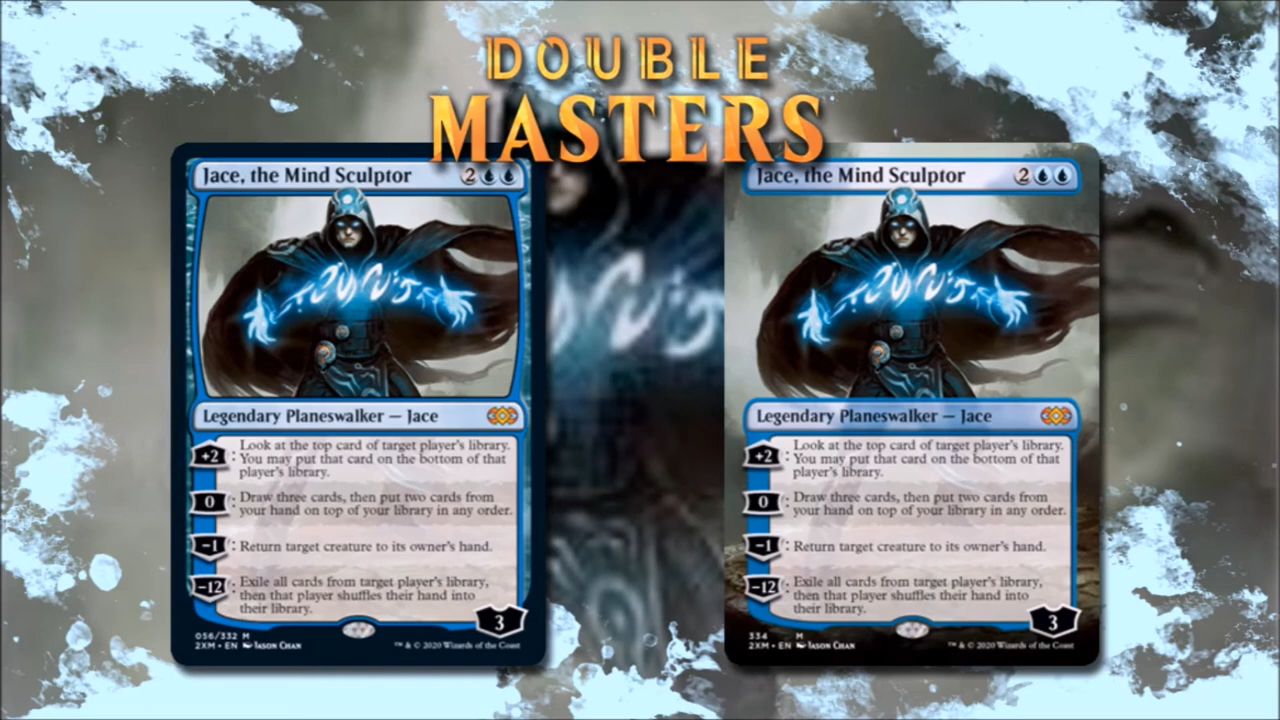 DOUBLE
MASTERS
Jace, the Mind Sculptor 2
Legendary Planeswalker — Jace
+2 : Look at the top card of target player's library.
You may put that card on the bottom of that
player's library.
0 : Draw three cards, then put two cards from
your hand on top of your library in any order.
−1 : Return target creature to its owner's hand.
−12 : Exile all cards from target player's library,
then that player shuffles their hand into
their library.
3
056/332 M
2XM • EN JASON CHAN
™ & © 2020 Wizards of the Coast
Jace, the Mind Sculptor 2
Legendary Planeswalker — Jace
+2 : Look at the top card of target player's library.
You may put that card on the bottom of that
player's library.
0 : Draw three cards, then put two cards from
your hand on top of your library in any order.
−1 : Return target creature to its owner's hand.
−12 : Exile all cards from target player's library,
then that player shuffles their hand into
their library.
3
334 M
2XM • EN JASON CHAN
™ & © 2020 Wizards of the Coast